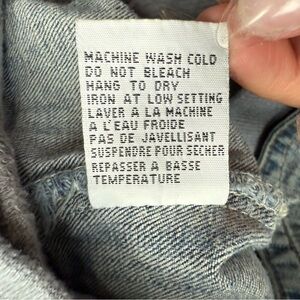 MACHINE WASH COLD
DO NOT BLEACH
HANG TO DRY
IRON AT LOW SETTING
LAVER A LA MACHINE
A L'EAU FROIDE
PAS DE JAVELLISANT
SUSPENDRE POUR SECHER
REPASSER A BASSE
TEMPERATURE